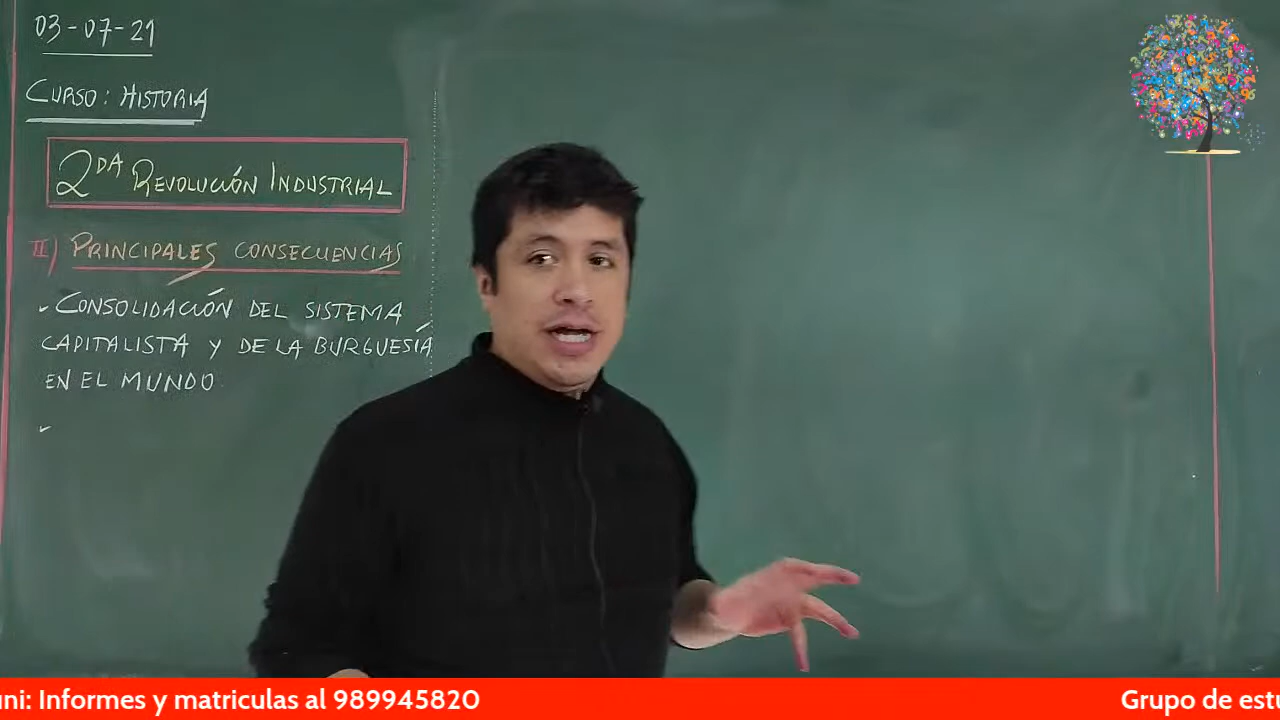 03-07-21
CURSO: HISTORIA
2DA REVOLUCIÓN INDUSTRIAL
II) PRINCIPALES CONSECUENCIAS
✓ CONSOLIDACIÓN DEL SISTEMA
CAPITALISTA Y DE LA BURGUESÍA
EN EL MUNDO
✓
uni: Informes y matriculas al 989945820
Grupo de estu